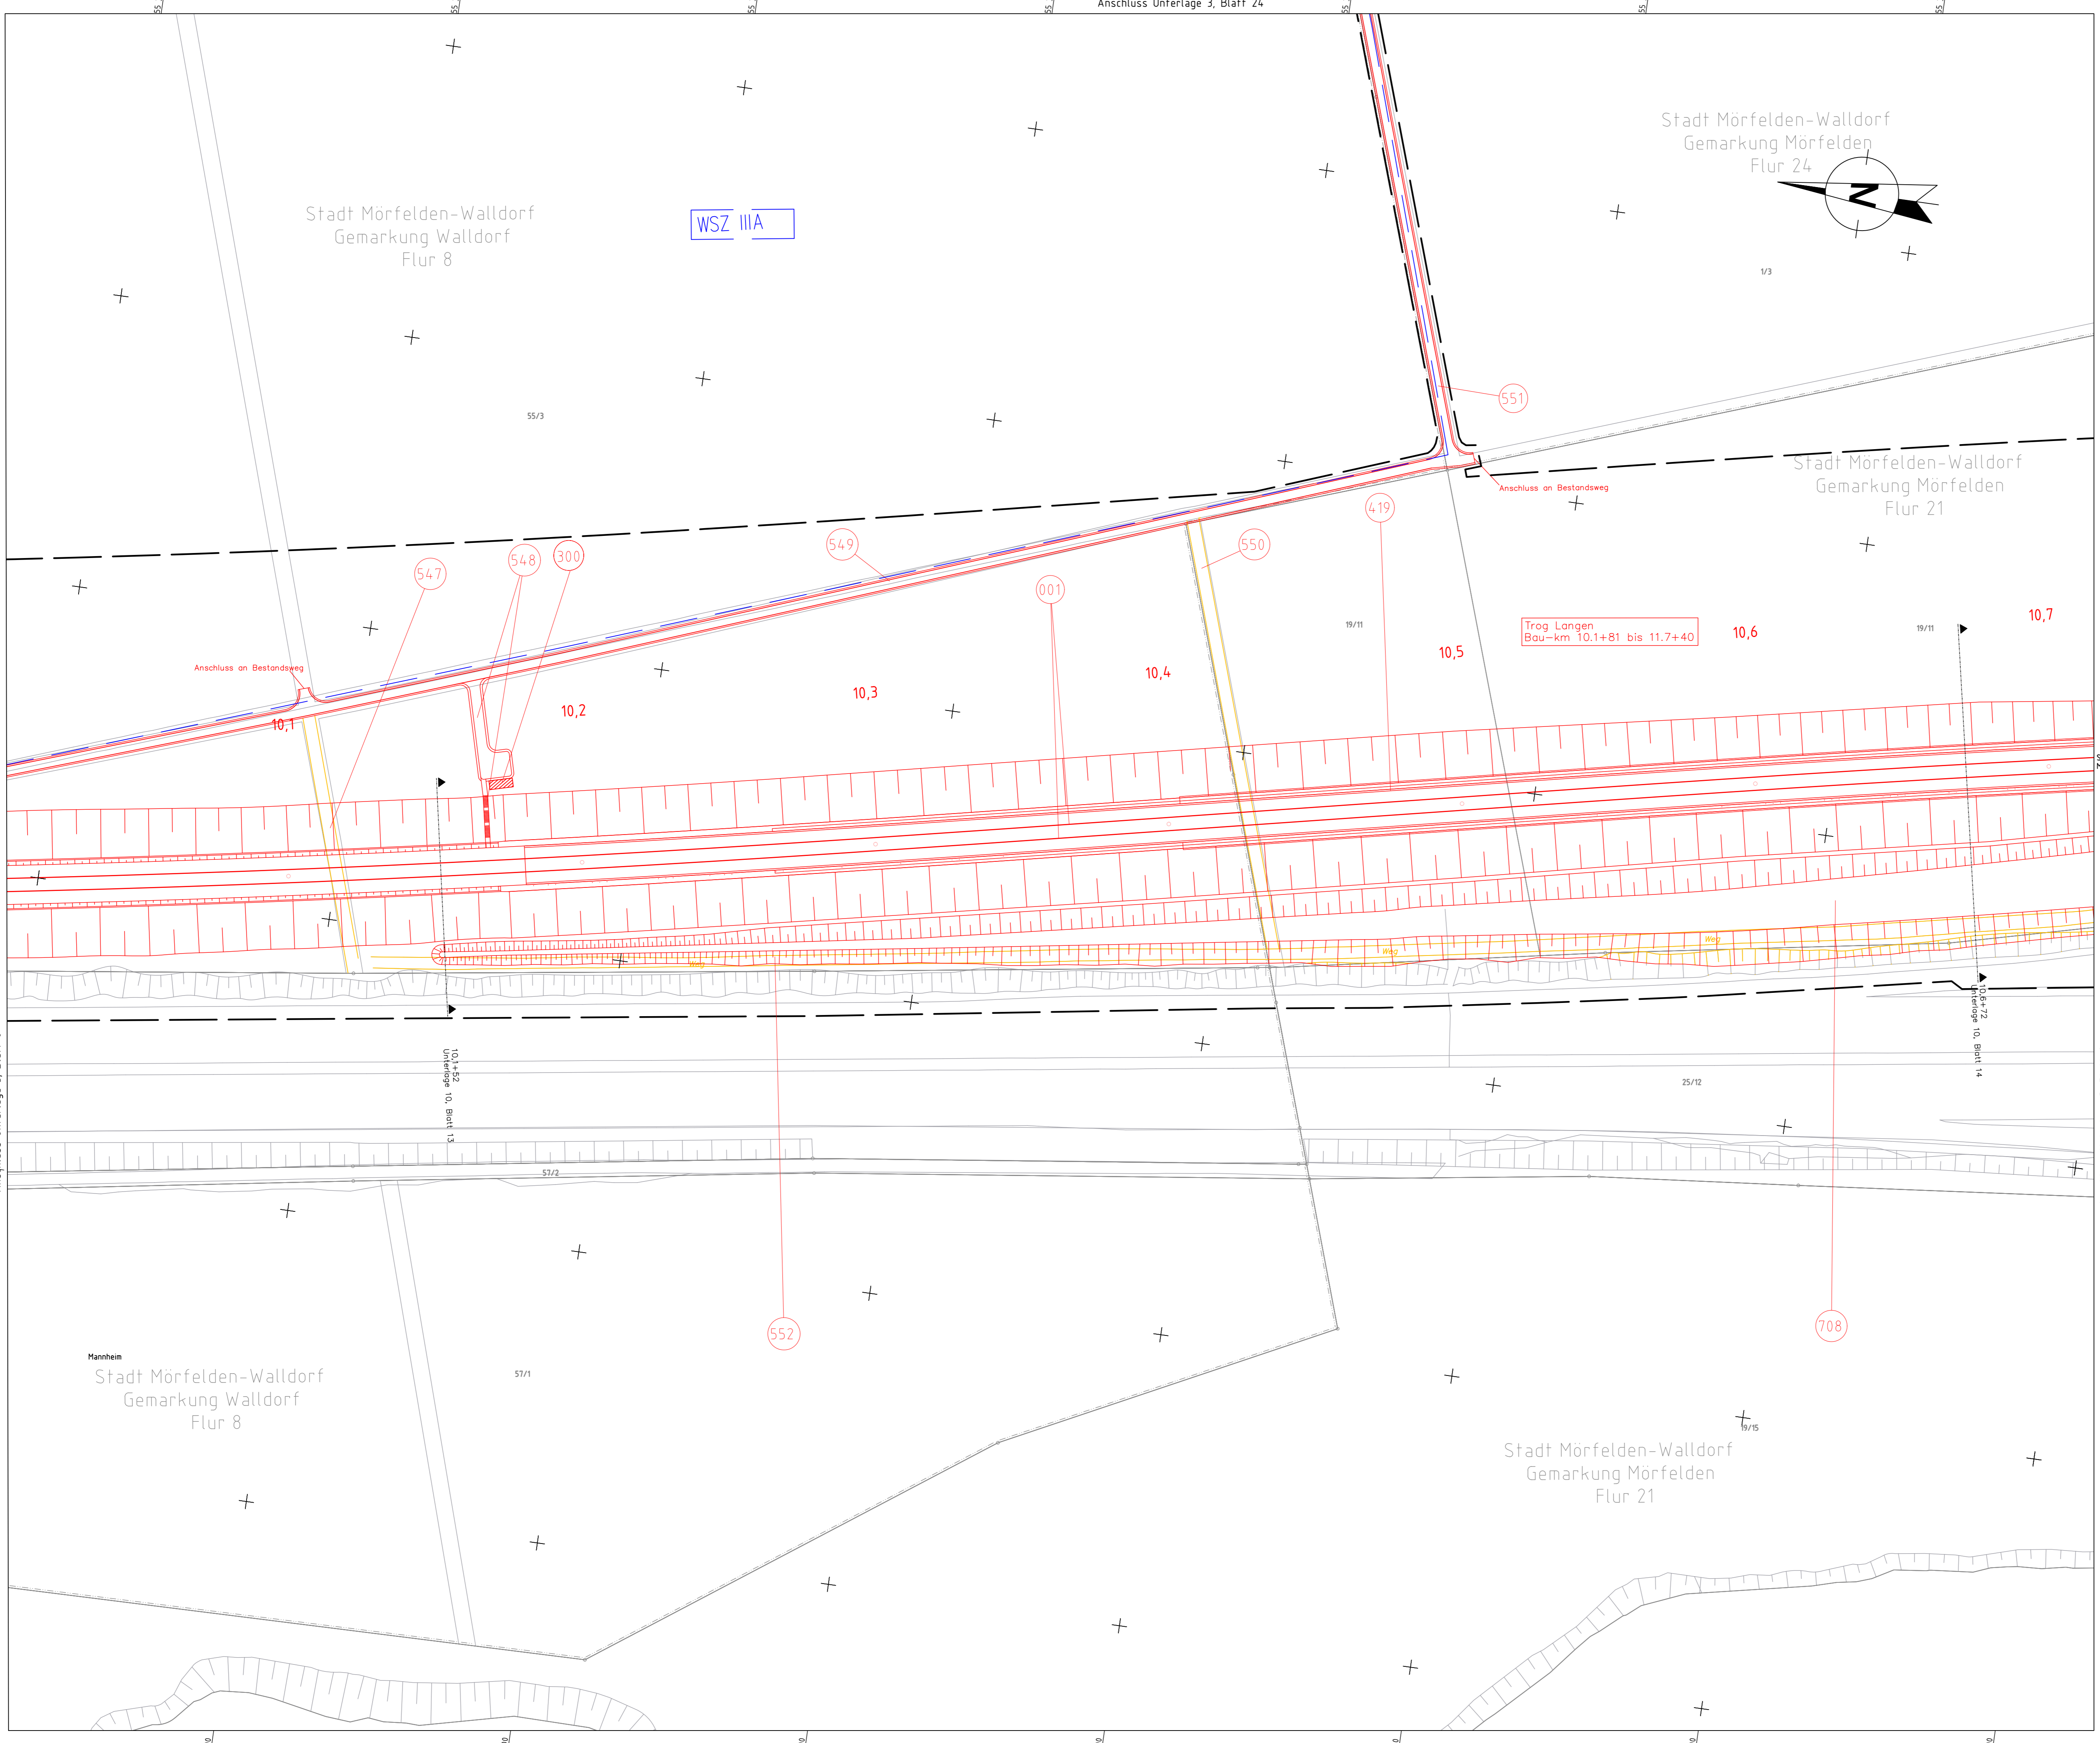 Anschluss Unterlage 3, Blatt 24
Stadt Mörfelden-Walldorf
Gemarkung Mörfelden
Flur 24
N
1/3
Stadt Mörfelden-Walldorf
Gemarkung Walldorf
Flur 8
WSZ IIIA
55/3
551
Stadt Mörfelden-Walldorf
Gemarkung Mörfelden
Flur 21
Anschluss an Bestandsweg
419
547
548
300
549
550
001
19/11
Trog Langen
Bau-km 10.1+81 bis 11.7+40
19/11
10,7
10,6
10,5
10,4
10,3
10,2
10,1
Anschluss an Bestandsweg
Weg
Weg
Weg
10,1+52
Unterlage 10, Blatt 13
10,6+72
Unterlage 10, Blatt 14
25/12
57/2
552
708
Mannheim
Stadt Mörfelden-Walldorf
Gemarkung Walldorf
Flur 8
57/1
19/15
Stadt Mörfelden-Walldorf
Gemarkung Mörfelden
Flur 21